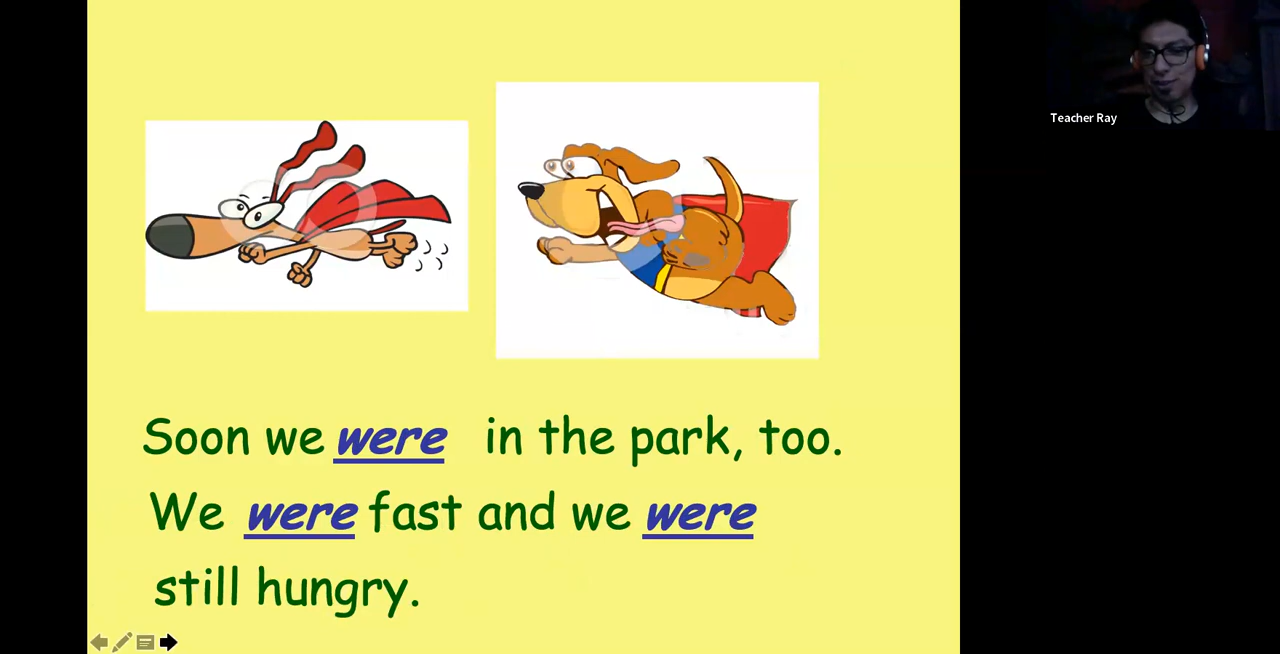 Teacher Ray
Soon we were in the park, too.
We were fast and we were
still hungry.